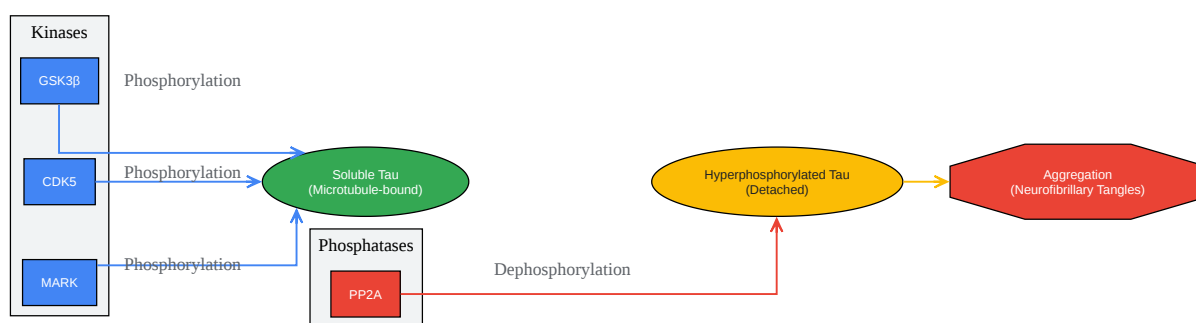 Kinases
GSK3β
Phosphorylation
CDK5
Phosphorylation
MARK
Phosphorylation
Soluble Tau
(Microtubule-bound)
Phosphatases
PP2A
Dephosphorylation
Hyperphosphorylated Tau
(Detached)
Aggregation
(Neurofibrillary Tangles)